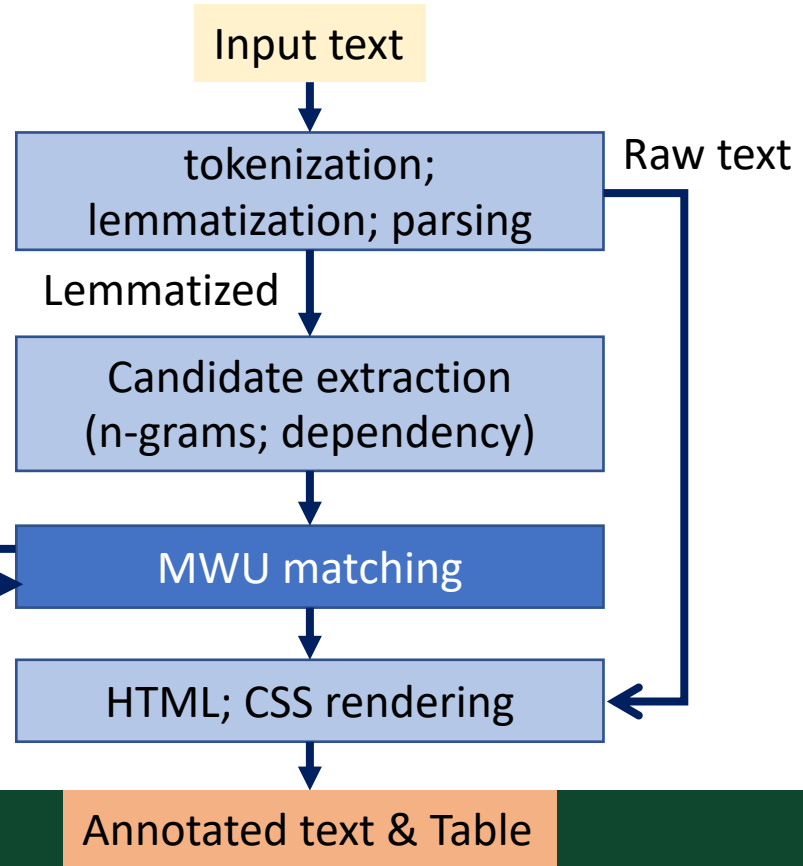 Input text
tokenization;
lemmatization; parsing
Raw text
Lemmatized
Candidate extraction
(n-grams; dependency)
MWU matching
HTML; CSS rendering
Annotated text & Table